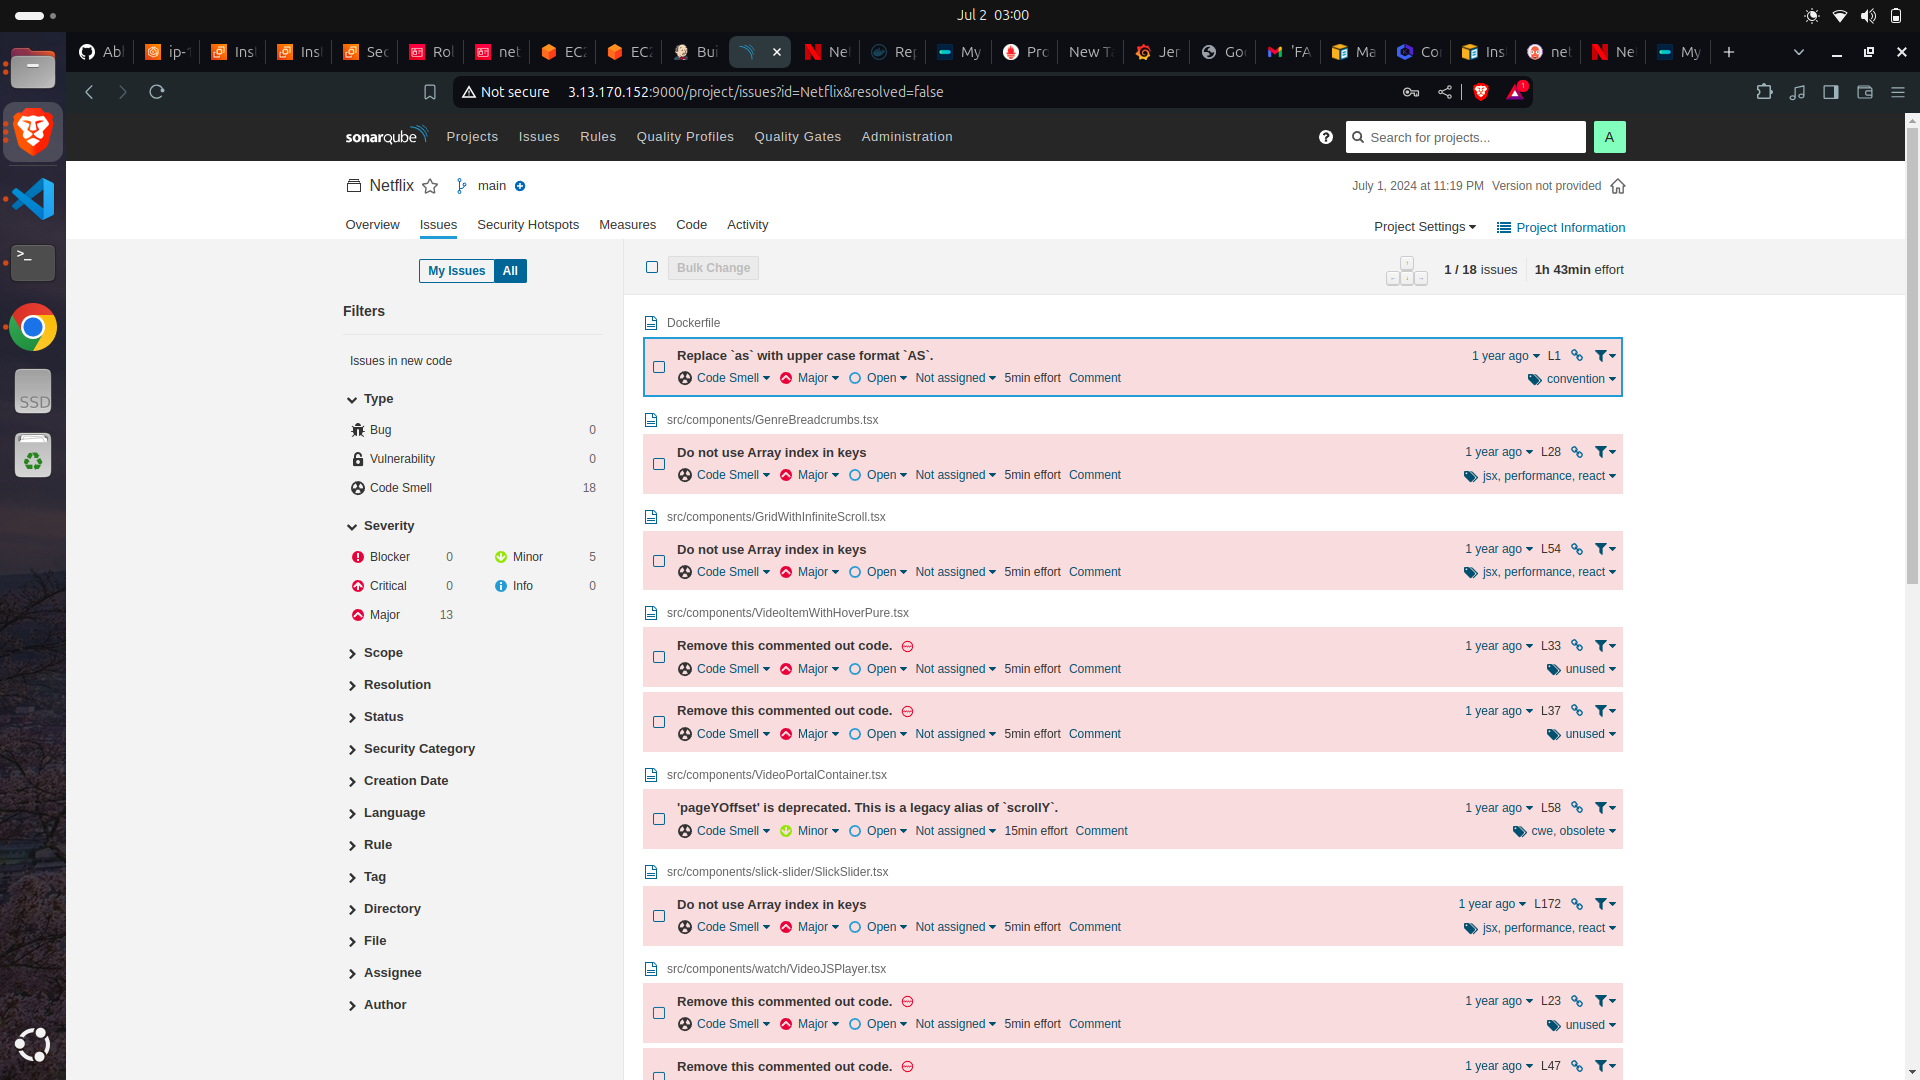 Jul 2 03:00
Abl
ip-1
Inst
Inst
Sec
Rol
net
EC2
EC2
Bui
Net
Rep
My
Pro
New Ta
Jer
Goo
'FA
Ma
Con
Inst
net
Net
My
Not secure 3.13.170.152:9000/project/issues?id=Netflix&resolved=false
1
sonarqube Projects Issues Rules Quality Profiles Quality Gates Administration Search for projects... A
Netflix main July 1, 2024 at 11:19 PM Version not provided
Overview Issues Security Hotspots Measures Code Activity Project Settings Project Information
My Issues All
Bulk Change 1 / 18 issues 1h 43min effort
Filters
Issues in new code
Type
Bug 0
Vulnerability 0
Code Smell 18
Severity
Blocker 0 Minor 5
Critical 0 Info 0
Major 13
Scope
Resolution
Status
Security Category
Creation Date
Language
Rule
Tag
Directory
File
Assignee
Author
Dockerfile
Replace `as` with upper case format `AS`. 1 year ago L1
Code Smell Major Open Not assigned 5min effort Comment convention
src/components/GenreBreadcrumbs.tsx
Do not use Array index in keys 1 year ago L28
Code Smell Major Open Not assigned 5min effort Comment jsx, performance, react
src/components/GridWithInfiniteScroll.tsx
Do not use Array index in keys 1 year ago L54
Code Smell Major Open Not assigned 5min effort Comment jsx, performance, react
src/components/VideoItemWithHoverPure.tsx
Remove this commented out code. 1 year ago L33
Code Smell Major Open Not assigned 5min effort Comment unused
Remove this commented out code. 1 year ago L37
Code Smell Major Open Not assigned 5min effort Comment unused
src/components/VideoPortalContainer.tsx
'pageYOffset' is deprecated. This is a legacy alias of `scrollY`. 1 year ago L58
Code Smell Minor Open Not assigned 15min effort Comment cwe, obsolete
src/components/slick-slider/SlickSlider.tsx
Do not use Array index in keys 1 year ago L172
Code Smell Major Open Not assigned 5min effort Comment jsx, performance, react
src/components/watch/VideoJSPlayer.tsx
Remove this commented out code. 1 year ago L23
Code Smell Major Open Not assigned 5min effort Comment unused
Remove this commented out code. 1 year ago L47
>_
SSD